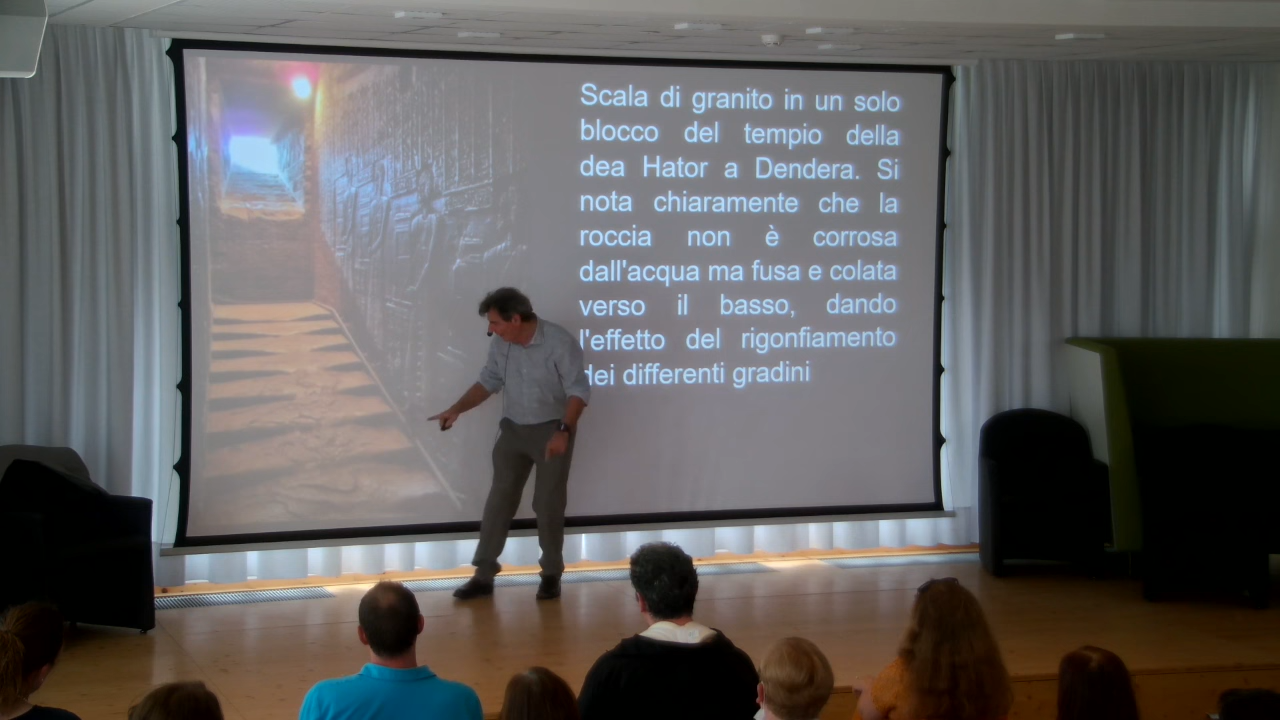 Scala di granito in un solo
blocco del tempio della
dea Hator a Dendera. Si
nota chiaramente che la
roccia non è corrosa
dall'acqua ma fusa e colata
verso il basso, dando
l'effetto del rigonfiamento
dei differenti gradini